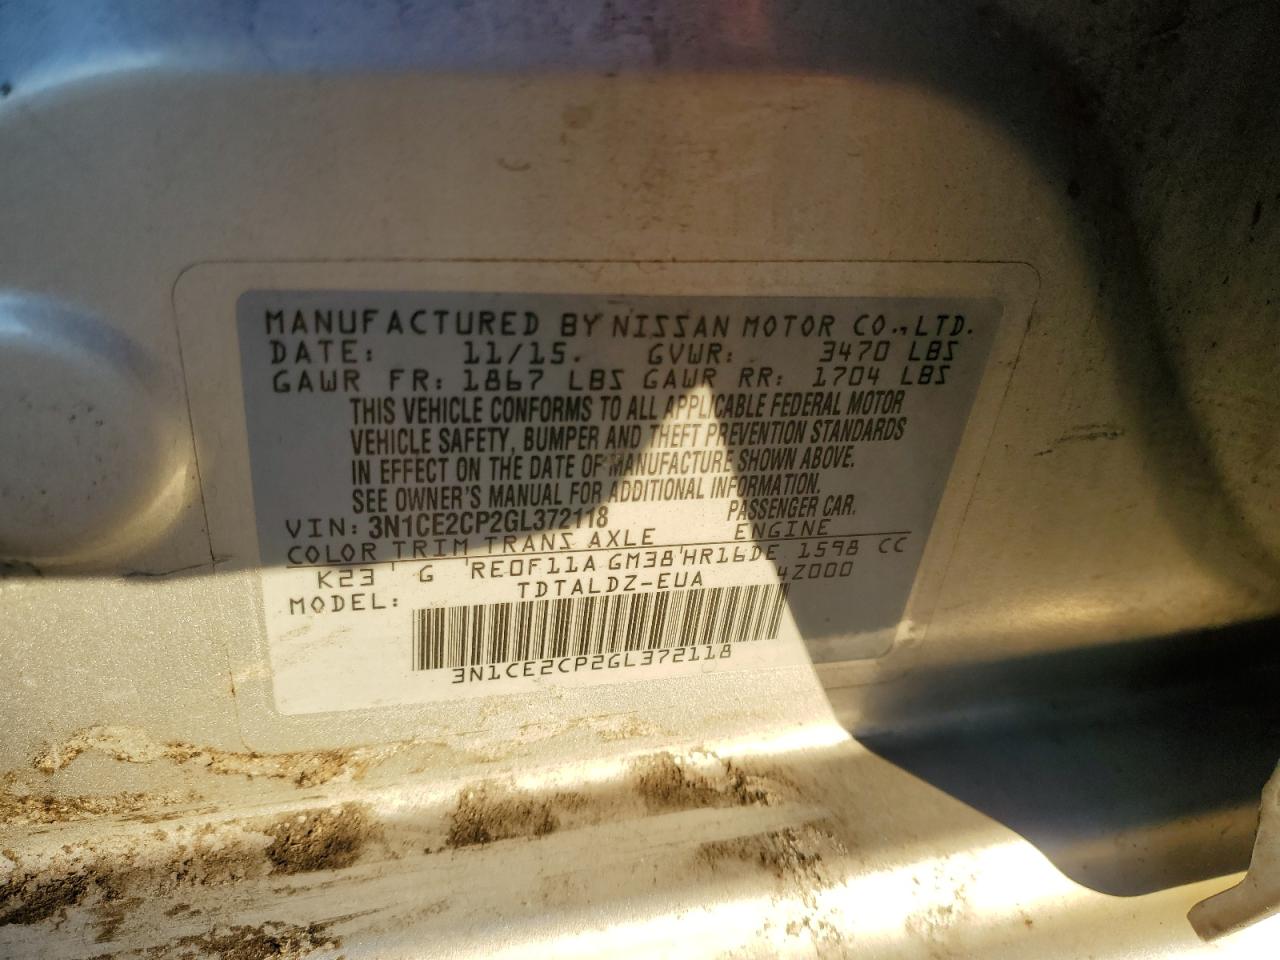 MANUFACTURED BY NISSAN MOTOR CO., LTD.
DATE: 11/15. GVWR: 3470 LBS
GAWR FR: 1867 LBS GAWR RR: 1704 LBS
THIS VEHICLE CONFORMS TO ALL APPLICABLE FEDERAL MOTOR
VEHICLE SAFETY, BUMPER AND THEFT PREVENTION STANDARDS
IN EFFECT ON THE DATE OF MANUFACTURE SHOWN ABOVE.
SEE OWNER'S MANUAL FOR ADDITIONAL INFORMATION.
VIN: 3N1CE2CP2GL372118 PASSENGER CAR.
COLOR TRIM TRANS AXLE ENGINE
K23 ' G 'RE0F11A GM38'HR16DE 1598 CC
MODEL: TDTALDZ-EUA 4Z000
3N1CE2CP2GL372118